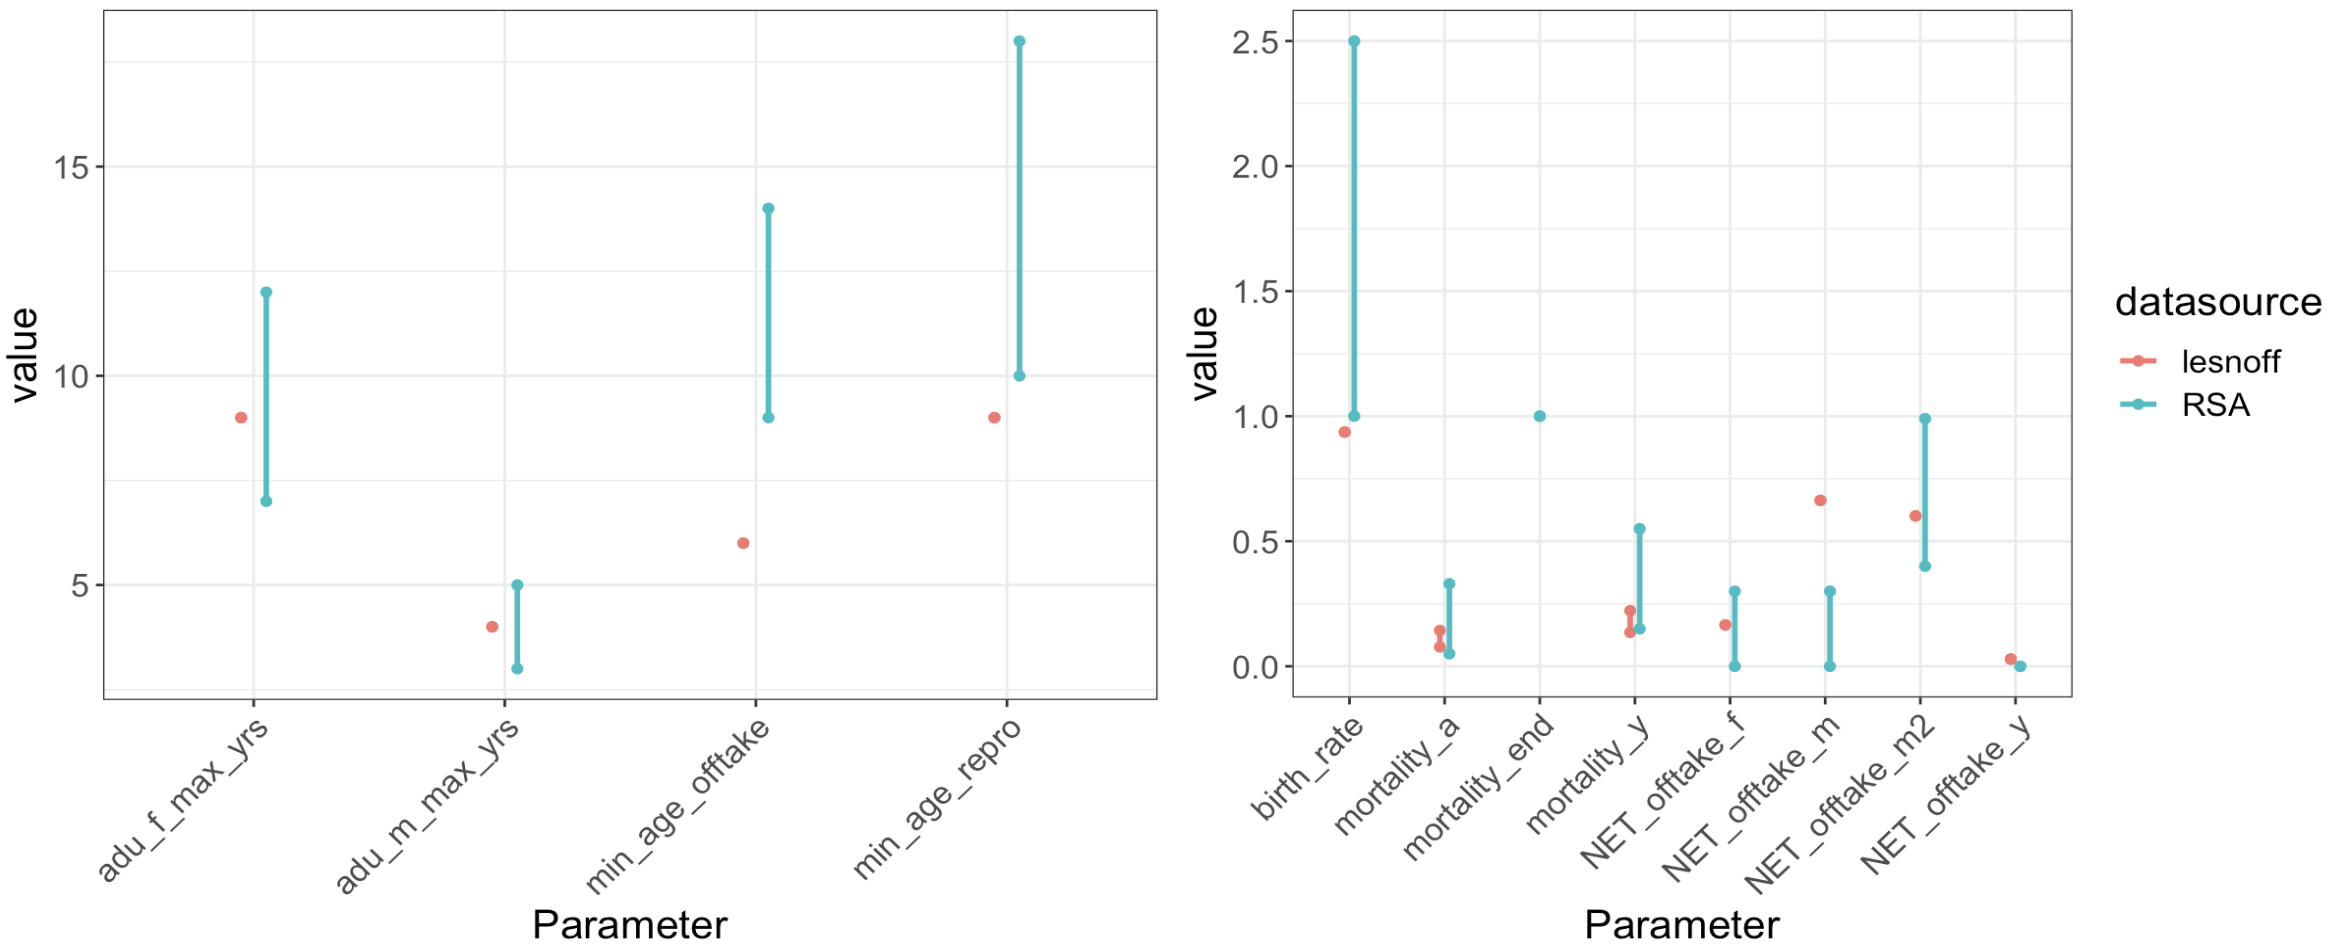 value
15
10
5
adu_f_max_yrs
adu_m_max_yrs
min_age_offtake
min_age_repro
Parameter
value
2.5
2.0
1.5
1.0
0.5
0.0
birth_rate
mortality_a
mortality_end
mortality_y
NET_offtake_f
NET_offtake_m
NET_offtake_m2
NET_offtake_y
Parameter
datasource
lesnoff
RSA